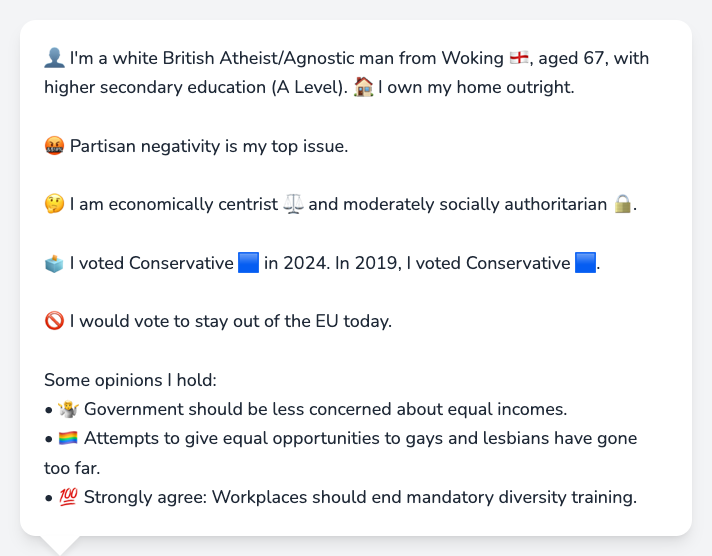 👤 I'm a white British Atheist/Agnostic man from Woking 🏴󠁧󠁢󠁥󠁮󠁧󠁿, aged 67, with
higher secondary education (A Level). 🏠 I own my home outright.
🤬 Partisan negativity is my top issue.
🤔 I am economically centrist ⚖️ and moderately socially authoritarian 🔒.
🗳️ I voted Conservative 🟦 in 2024. In 2019, I voted Conservative 🟦.
🚫 I would vote to stay out of the EU today.
Some opinions I hold:
• 🤷 Government should be less concerned about equal incomes.
• 🏳️‍🌈 Attempts to give equal opportunities to gays and lesbians have gone
too far.
• 💯 Strongly agree: Workplaces should end mandatory diversity training.